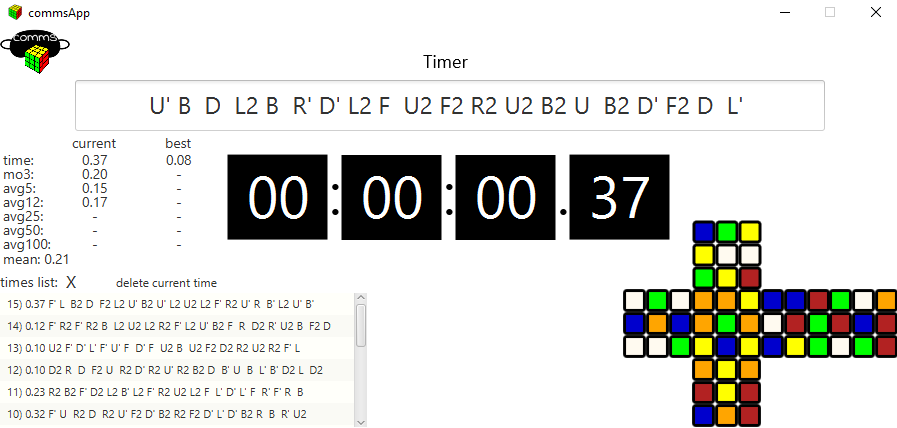 commsApp
comms
Timer
U' B D L2 B R' D' L2 F U2 F2 R2 U2 B2 U B2 D' F2 D L'
current best
time: 0.37 0.08
mo3: 0.20 -
avg5: 0.15 -
avg12: 0.17 -
avg25: - -
avg50: - -
avg100: - -
mean: 0.21
00:00:00.37
times list: X delete current time
15) 0.37 F' L B2 D F2 L2 U' B2 U' L2 U2 L2 F' R2 U' R B' L2 U' B'
14) 0.12 F' R2 F' R2 B L2 U2 L2 R2 F' L2 U' B2 F R D2 R' U2 B F2 D
13) 0.10 U2 F' D' L' F' U' F D' F U2 B U2 F2 D2 R2 U2 R2 F' L
12) 0.10 D2 R D F2 U R2 D' R2 U' R2 B2 D B' U B L' B' D2 L D2
11) 0.23 R2 B2 F' D2 L2 B' L2 F' R2 U2 L2 F L' D' L' F R' F' R B
10) 0.32 F' U R2 D R2 U' F2 D' B2 R2 F2 D' L' D' B2 R B R' U2